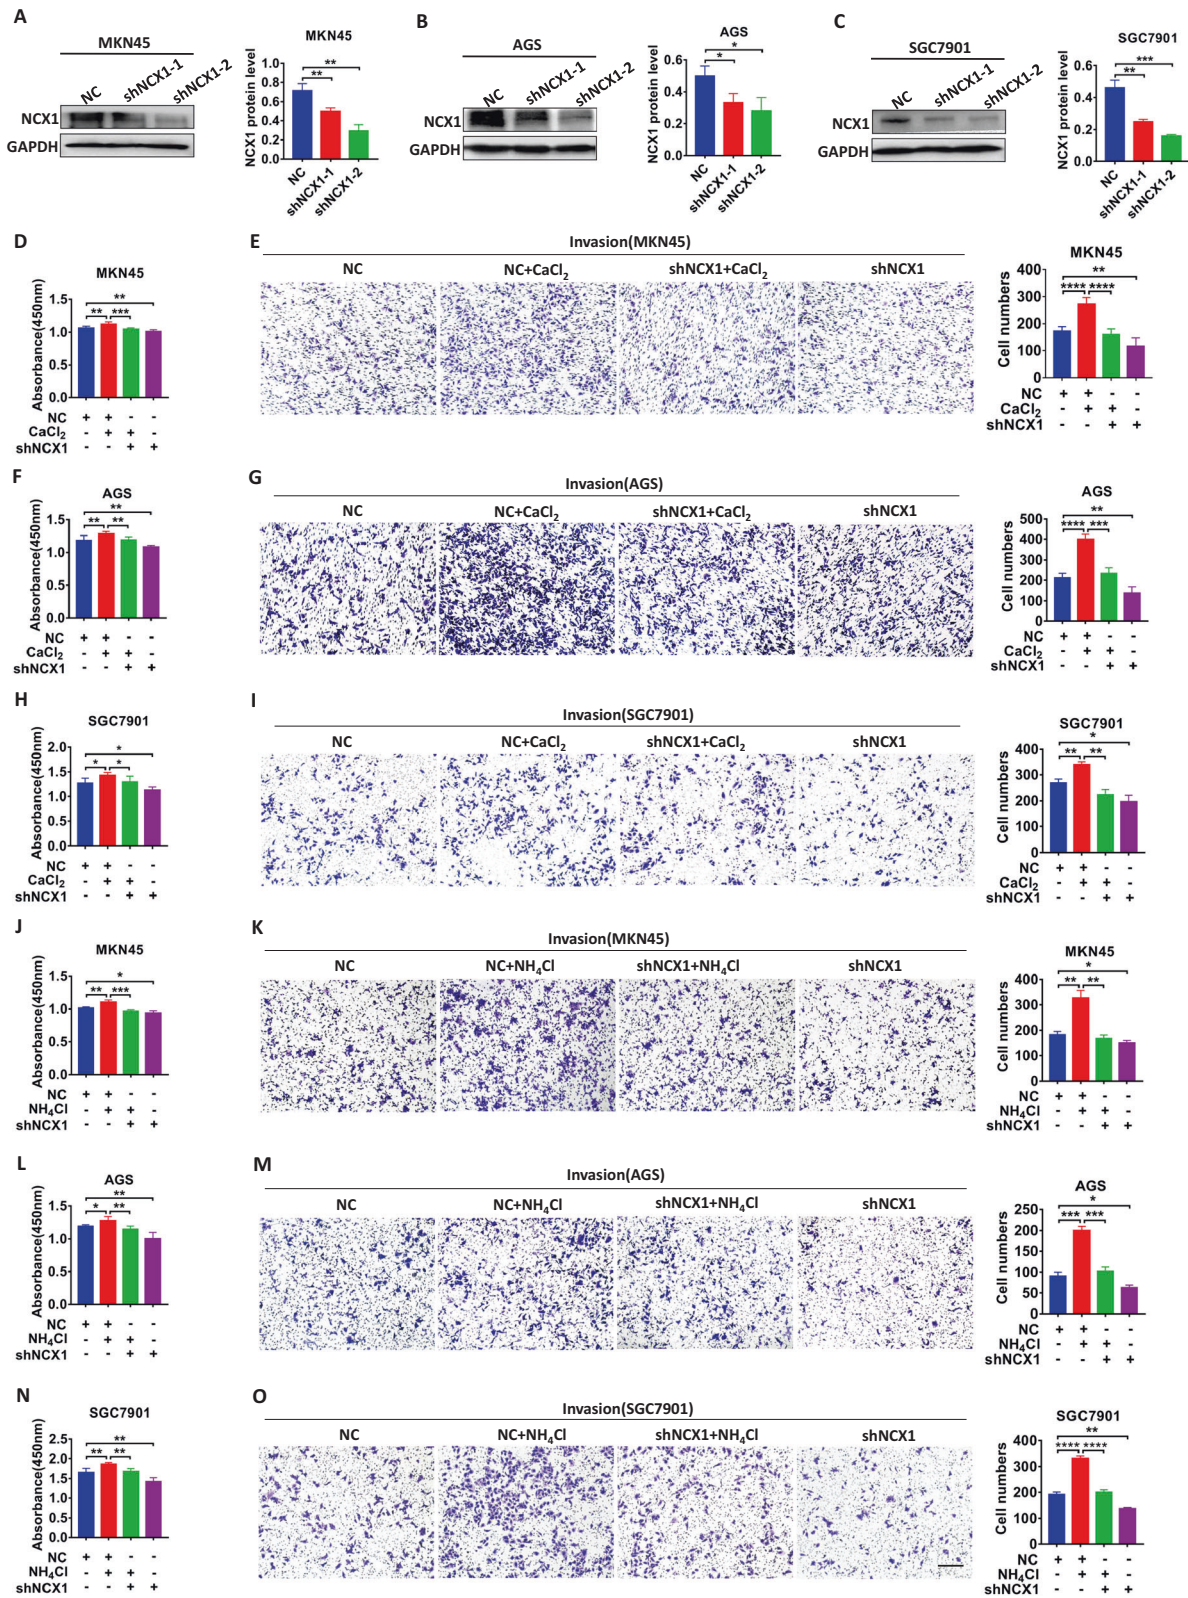 A
MKN45
NC shNCX1-1 shNCX1-2
NCX1
GAPDH
MKN45
NCX1 protein level
1.0
0.8
0.6
0.4
0.2
0.0
**
**
NC shNCX1-1 shNCX1-2
B
AGS
NC shNCX1-1 shNCX1-2
NCX1
GAPDH
AGS
NCX1 protein level
0.6
0.4
0.2
0.0
*
*
NC shNCX1-1 shNCX1-2
C
SGC7901
NC shNCX1-1 shNCX1-2
NCX1
GAPDH
SGC7901
NCX1 protein level
0.6
0.4
0.2
0.0
***
**
NC shNCX1-1 shNCX1-2
D
MKN45
Absorbance(450nm)
1.5
1.0
0.5
0.0
**
** ***
NC + + - -
CaCl₂ - + + -
shNCX1 - - + +
E
Invasion(MKN45)
NC NC+CaCl₂ shNCX1+CaCl₂ shNCX1
MKN45
Cell numbers
400
300
200
100
0
**
**** ****
NC + + - -
CaCl₂ - + + -
shNCX1 - - + +
F
AGS
Absorbance(450nm)
1.5
1.0
0.5
0.0
**
** **
NC + + - -
CaCl₂ - + + -
shNCX1 - - + +
G
Invasion(AGS)
NC NC+CaCl₂ shNCX1+CaCl₂ shNCX1
AGS
Cell numbers
500
400
300
200
100
0
**
**** ***
NC + + - -
CaCl₂ - + + -
shNCX1 - - + +
H
SGC7901
Absorbance(450nm)
2.0
1.5
1.0
0.5
0.0
*
* *
NC + + - -
CaCl₂ - + + -
shNCX1 - - + +
I
Invasion(SGC7901)
NC NC+CaCl₂ shNCX1+CaCl₂ shNCX1
SGC7901
Cell numbers
400
300
200
100
0
*
** **
NC + + - -
CaCl₂ - + + -
shNCX1 - - + +
J
MKN45
Absorbance(450nm)
1.5
1.0
0.5
0.0
*
** ***
NC + + - -
NH₄Cl - + + -
shNCX1 - - + +
K
Invasion(MKN45)
NC NC+NH₄Cl shNCX1+NH₄Cl shNCX1
MKN45
Cell numbers
400
300
200
100
0
*
** **
NC + + - -
NH₄Cl - + + -
shNCX1 - - + +
L
AGS
Absorbance(450nm)
1.5
1.0
0.5
0.0
**
* **
NC + + - -
NH₄Cl - + + -
shNCX1 - - + +
M
Invasion(AGS)
NC NC+NH₄Cl shNCX1+NH₄Cl shNCX1
AGS
Cell numbers
250
200
150
100
50
0
*
*** ***
NC + + - -
NH₄Cl - + + -
shNCX1 - - + +
N
SGC7901
Absorbance(450nm)
2.5
2.0
1.5
1.0
0.5
0.0
**
** **
NC + + - -
NH₄Cl - + + -
shNCX1 - - + +
O
Invasion(SGC7901)
NC NC+NH₄Cl shNCX1+NH₄Cl shNCX1
SGC7901
Cell numbers
400
300
200
100
0
**
**** ****
NC + + - -
NH₄Cl - + + -
shNCX1 - - + +